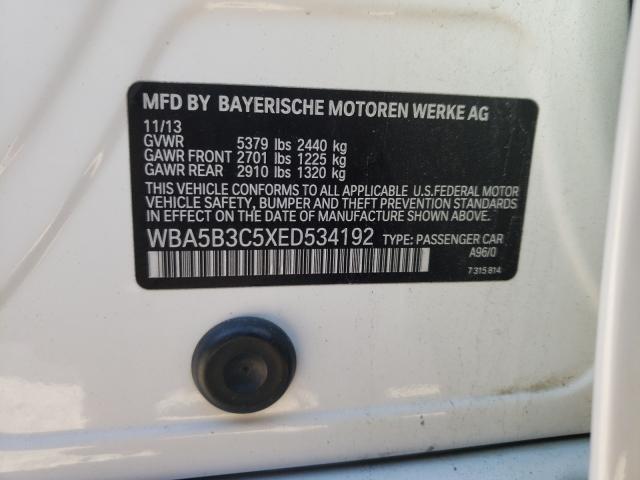 MFD BY BAYERISCHE MOTOREN WERKE AG
11/13
GVWR 5379 lbs 2440 kg
GAWR FRONT 2701 lbs 1225 kg
GAWR REAR 2910 lbs 1320 kg
THIS VEHICLE CONFORMS TO ALL APPLICABLE U.S.FEDERAL MOTOR
VEHICLE SAFETY, BUMPER, AND THEFT PREVENTION STANDARDS
IN EFFECT ON THE DATE OF MANUFACTURE SHOWN ABOVE.
WBA5B3C5XED534192 TYPE: PASSENGER CAR
A96/0
7 315 814